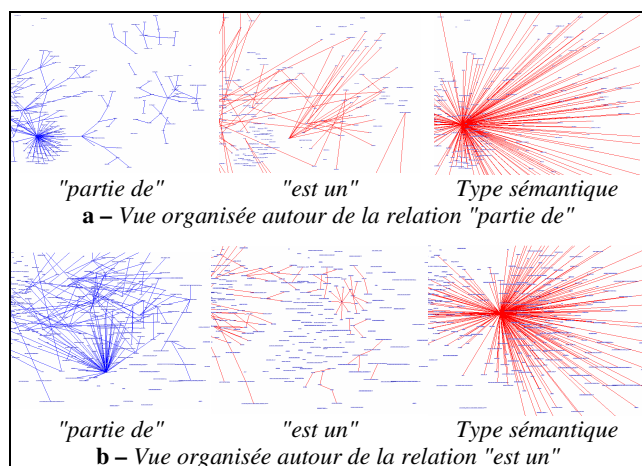 "partie de" "est un" Type sémantique
a – Vue organisée autour de la relation "partie de"
"partie de" "est un" Type sémantique
b – Vue organisée autour de la relation "est un"